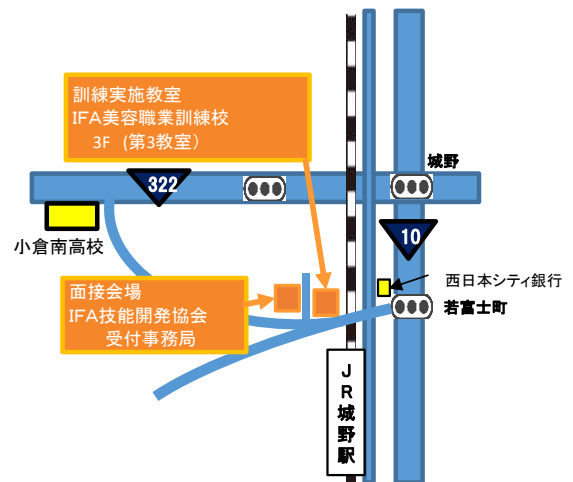 訓練実施教室
IFA美容職業訓練校
3F (第3教室）
城野
322
10
小倉南高校
西日本シティ銀行
面接会場
IFA技能開発協会
受付事務局
若富士町
JR城野駅